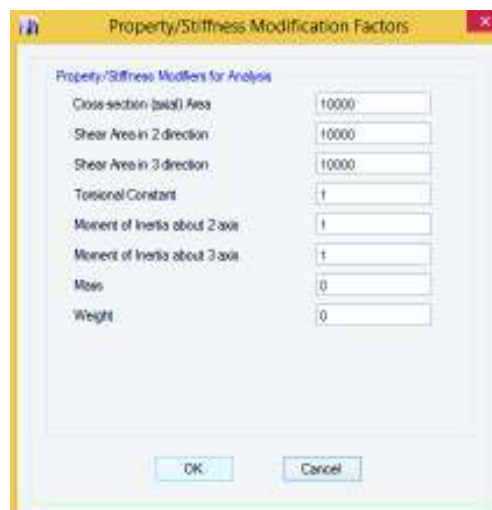 Property/Stiffness Modification Factors
Property/Stiffness Modifiers for Analysis
Cross-section (axial) Area 10000
Shear Area in 2 direction 10000
Shear Area in 3 direction 10000
Torsional Constant 1
Moment of Inertia about 2 axis 1
Moment of Inertia about 3 axis 1
Mass 0
Weight 0
OK Cancel